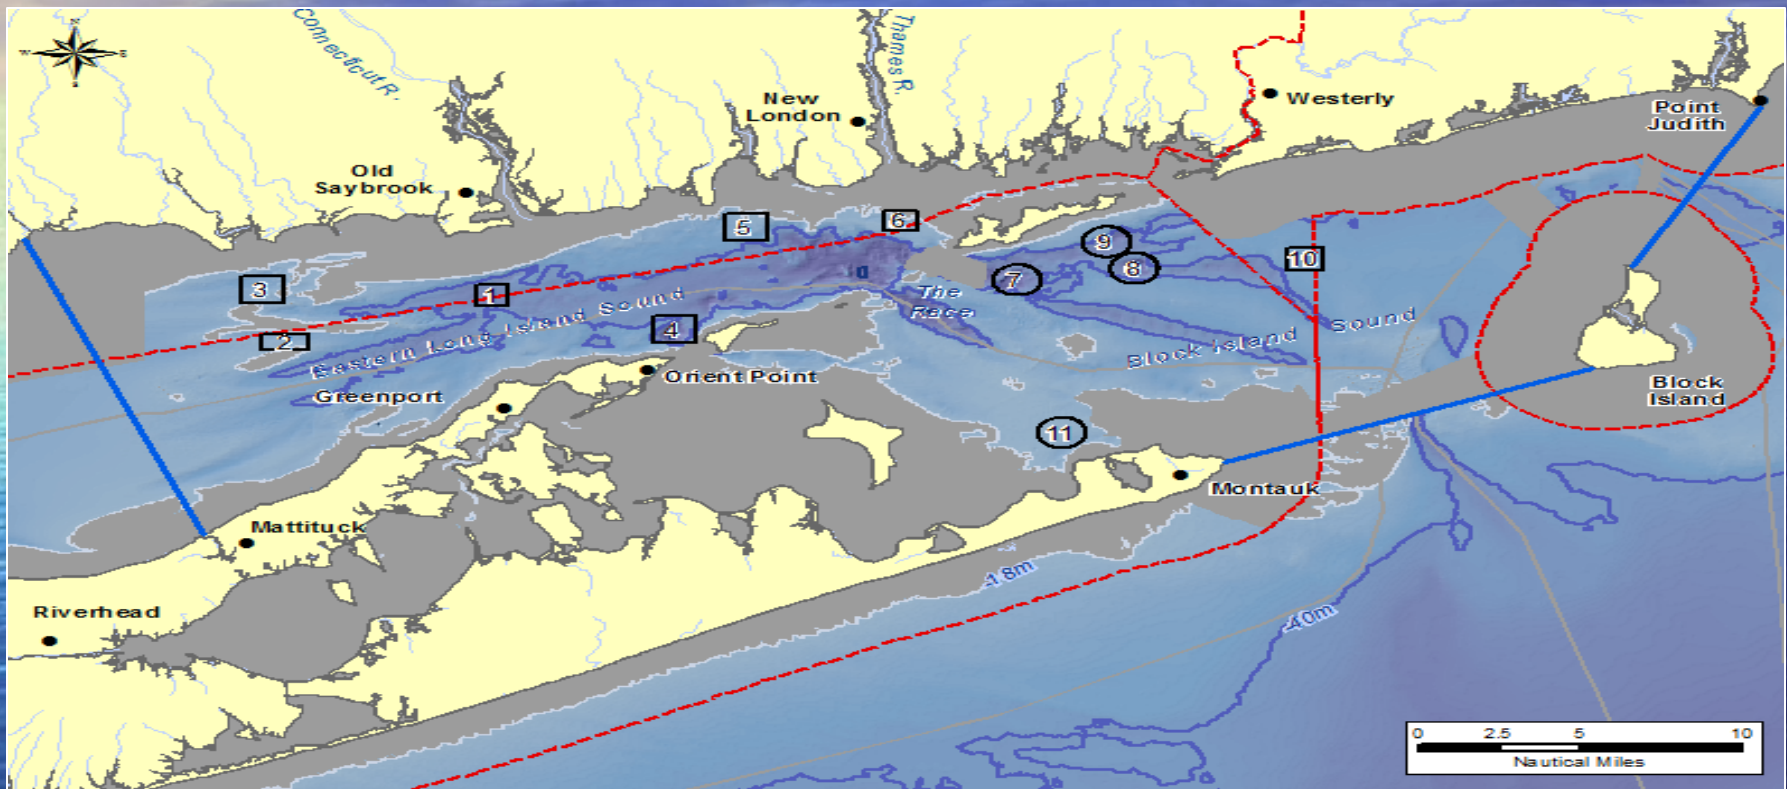 N
W
E
S
Connecticut R.
Thames R.
New
London
Westerly
Point
Judith
Old
Saybrook
5
6
9
8
10
3
7
1
The
Race
2
4
Eastern Long Island Sound
Block Island Sound
Orient Point
Greenport
Block
Island
11
Montauk
Mattituck
-18m
Riverhead
-40m
0 2.5 5 10
Nautical Miles